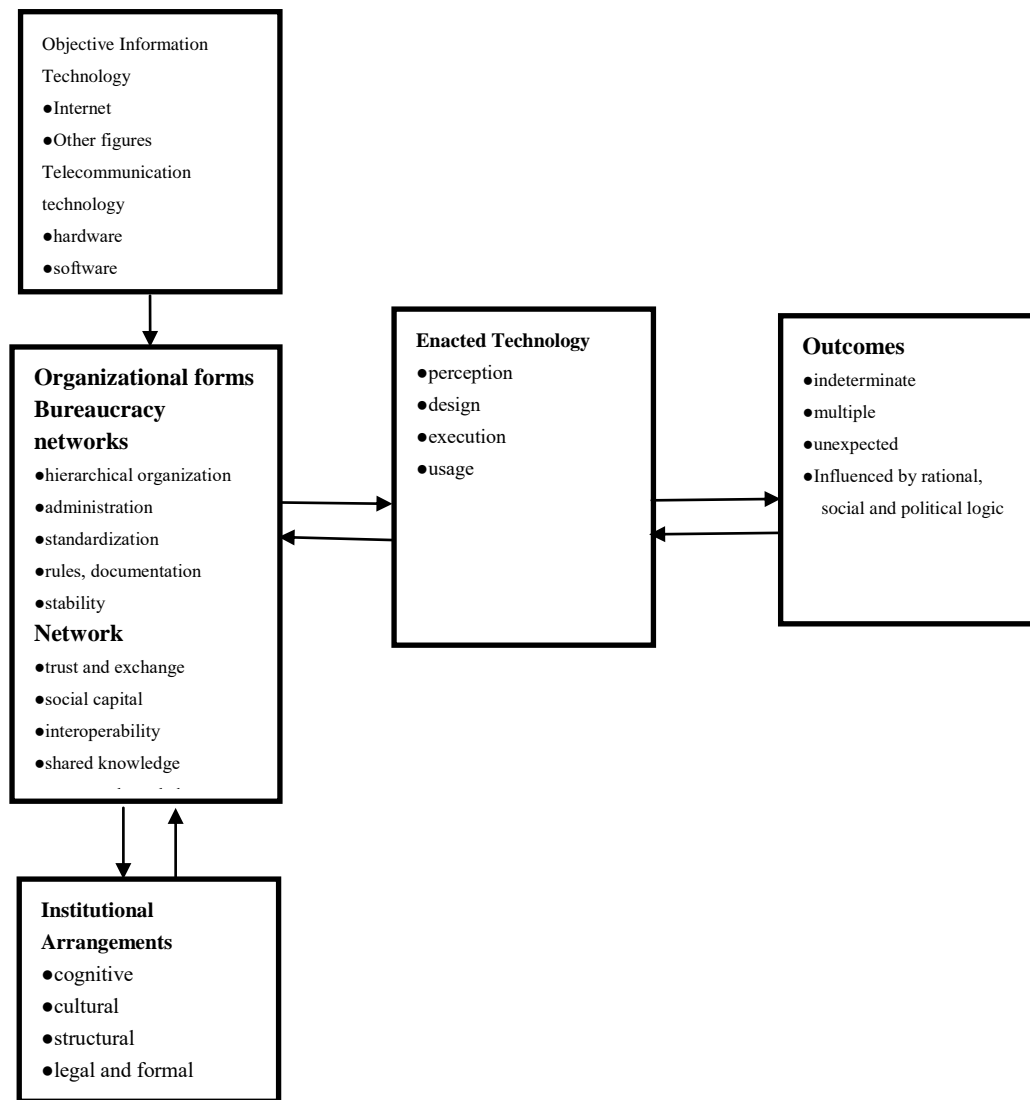 Objective Information
Technology
●Internet
●Other figures
Telecommunication
technology
●hardware
●software
Organizational forms
Bureaucracy
networks
●hierarchical organization
●administration
●standardization
●rules, documentation
●stability
Network
●trust and exchange
●social capital
●interoperability
●shared knowledge
Institutional
Arrangements
●cognitive
●cultural
●structural
●legal and formal
Enacted Technology
●perception
●design
●execution
●usage
Outcomes
●indeterminate
●multiple
●unexpected
●Influenced by rational,
social and political logic